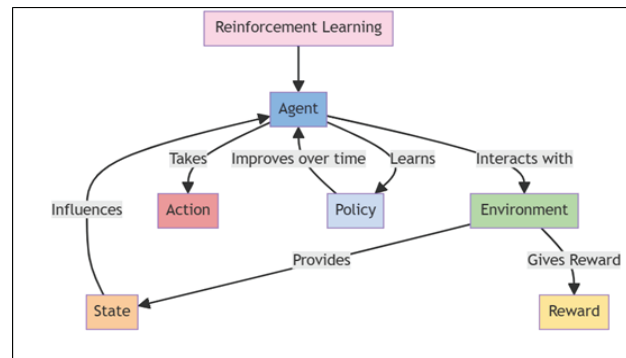 Reinforcement Learning
Agent
Takes
Improves over time
Learns
Interacts with
Influences
Action
Policy
Environment
Provides
Gives Reward
State
Reward